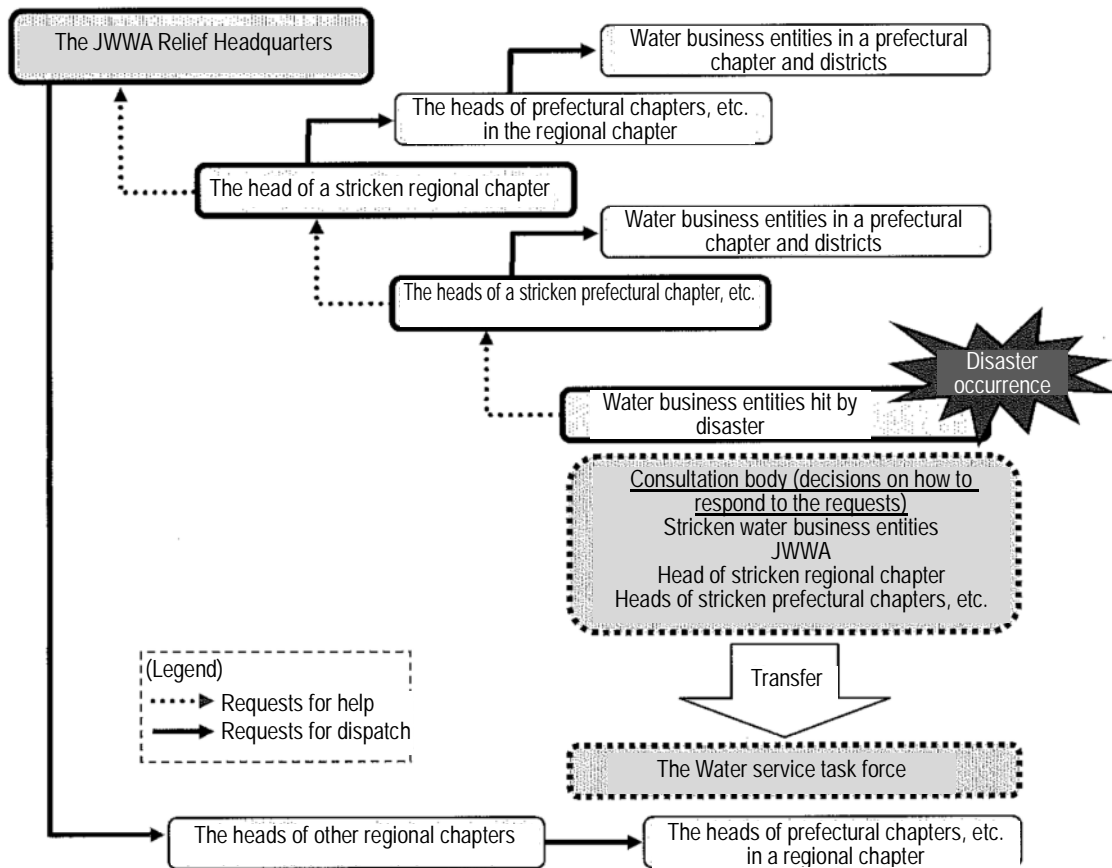 The JWWA Relief Headquarters
Water business entities in a prefectural
chapter and districts
The heads of prefectural chapters, etc.
in the regional chapter
The head of a stricken regional chapter
Water business entities in a prefectural
chapter and districts
The heads of a stricken prefectural chapter, etc.
Disaster
occurrence
Water business entities hit by
disaster
Consultation body (decisions on how to
respond to the requests)
Stricken water business entities
JWWA
Head of stricken regional chapter
Heads of stricken prefectural chapters, etc.
(Legend)
Requests for help
Requests for dispatch
Transfer
The Water service task force
The heads of other regional chapters
The heads of prefectural chapters, etc.
in a regional chapter